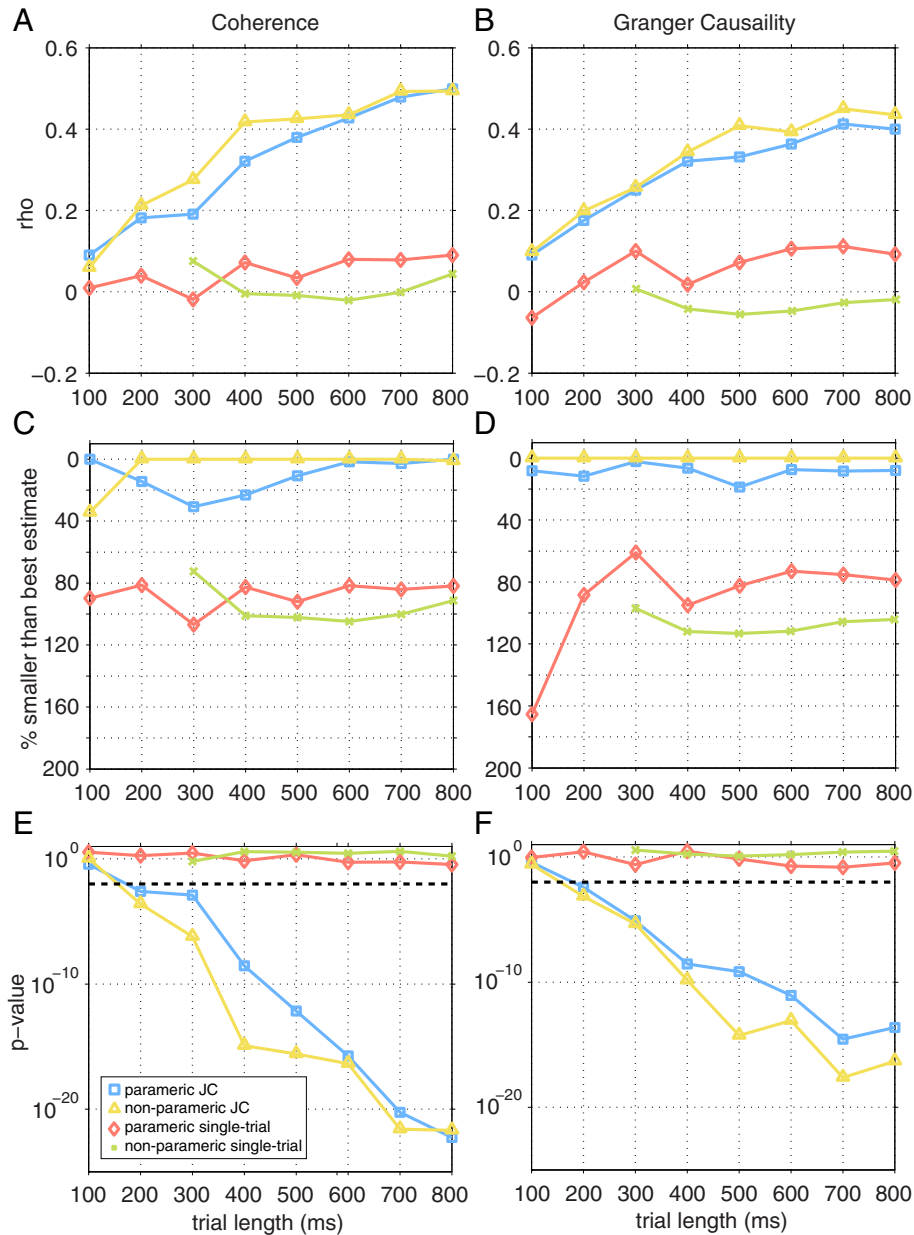 A
Coherence
B
Granger Causaility
0.6
0.4
0.2
0
−0.2
rho
100 200 300 400 500 600 700 800
0.6
0.4
0.2
0
−0.2
100 200 300 400 500 600 700 800
C
D
0
40
80
120
160
200
% smaller than best estimate
100 200 300 400 500 600 700 800
0
40
80
120
160
200
100 200 300 400 500 600 700 800
E
F
10^0
10^−10
10^−20
p−value
parameric JC
non−parameric JC
parameric single−trial
non−parameric single−trial
100 200 300 400 500 600 700 800
trial length (ms)
10^0
10^−10
10^−20
100 200 300 400 500 600 700 800
trial length (ms)